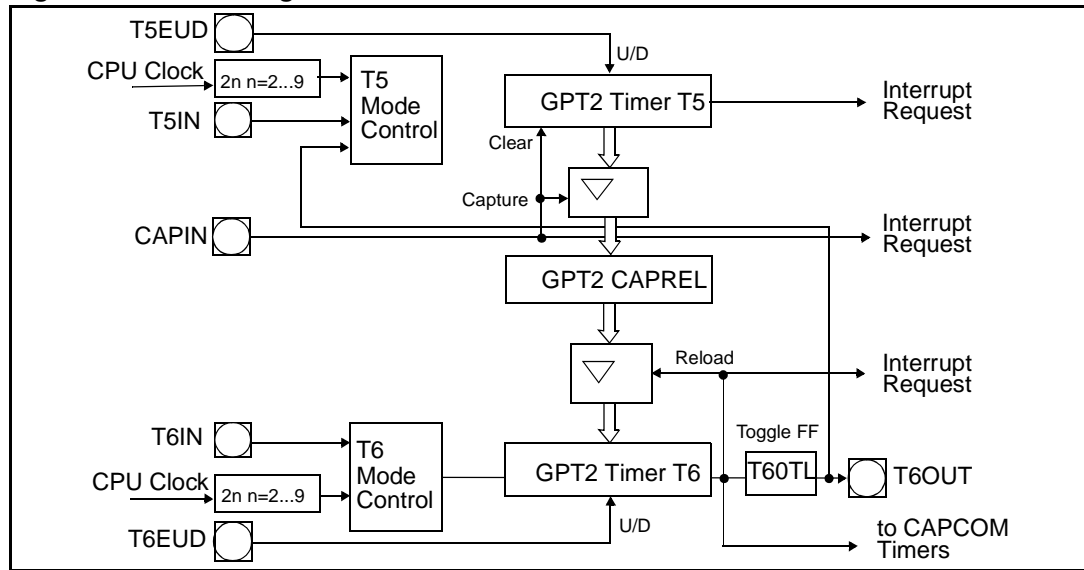 T5EUD
U/D
CPU Clock
2n n=2...9
T5
Mode
Control
GPT2 Timer T5
Interrupt
Request
T5IN
Clear
Capture
CAPIN
Interrupt
Request
GPT2 CAPREL
Reload
Interrupt
Request
T6IN
T6
Mode
Control
Toggle FF
GPT2 Timer T6
T60TL
T6OUT
CPU Clock
2n n=2...9
U/D
T6EUD
to CAPCOM
Timers